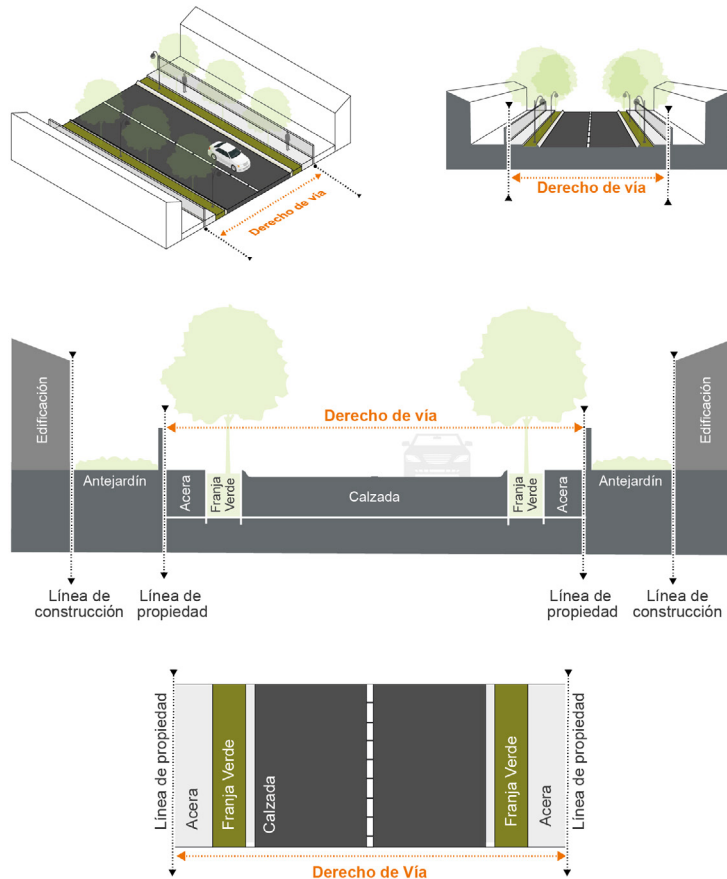 Derecho de vía
Derecho de vía
Derecho de vía
Edificación
Antejardín
Acera
Franja
Verde
Calzada
Franja
Verde
Acera
Antejardín
Edificación
Línea de
construcción
Línea de
propiedad
Línea de
propiedad
Línea de
construcción
Línea de propiedad
Acera
Franja Verde
Calzada
Franja Verde
Acera
Línea de propiedad
Derecho de Vía